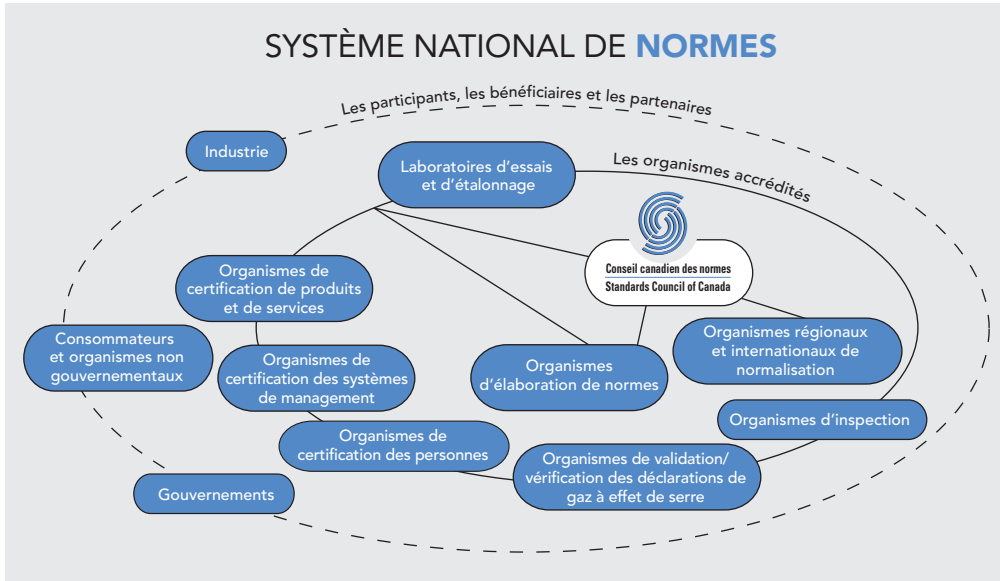 SYSTÈME NATIONAL DE NORMES
Les participants, les bénéficiaires et les partenaires
Industrie
Laboratoires d'essais
et d'étalonnage
Les organismes accrédités
Conseil canadien des normes
Standards Council of Canada
Organismes de
certification de produits
et de services
Consommateurs
et organismes non
gouvernementaux
Organismes de
certification des systèmes
de management
Organismes
d'élaboration de normes
Organismes régionaux
et internationaux de
normalisation
Organismes d'inspection
Organismes de
certification des personnes
Organismes de validation/
vérification des déclarations de
gaz à effet de serre
Gouvernements